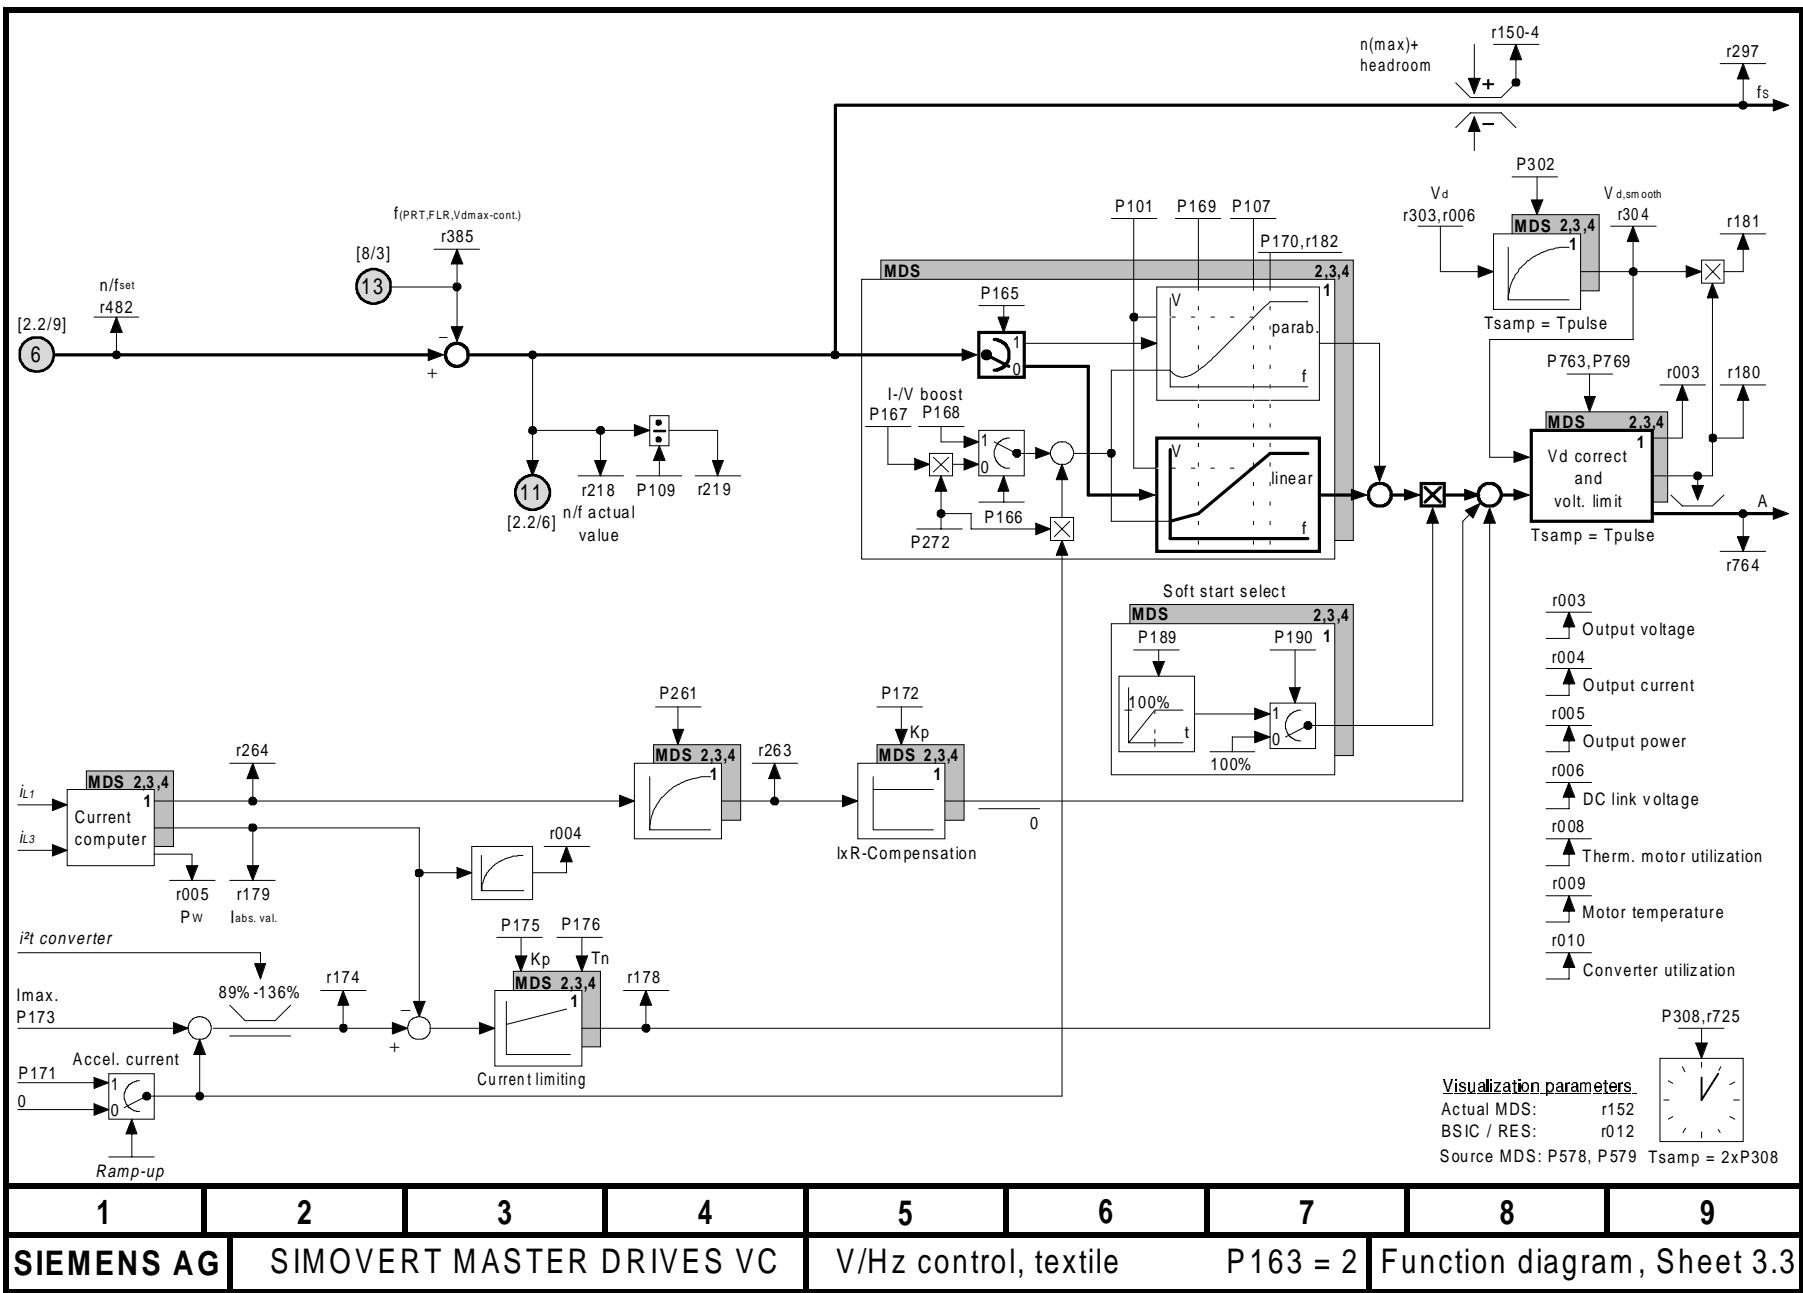 n(max)+
headroom
r150-4
r297
fs
P302
Vd
r303,r006
Vd,smooth
r304
r181
MDS 2,3,4
1
Tsamp = Tpulse
f(PRT,FLR,Vdmax-cont.)
r385
[8/3]
13
n/fset
r482
[2.2/9]
6
−
+
P101
P169
P107
P170,r182
MDS
2,3,4
1
P165
1
0
V
parab.
f
I-/V boost
P167
P168
1
0
P166
P272
V
linear
f
11
[2.2/6]
r218
n/f actual
value
P109
r219
P763,P769
r003
r180
MDS
2,3,4
1
Vd correct
and
volt. limit
Tsamp = Tpulse
A
r764
Soft start select
MDS
2,3,4
1
P189
P190
100%
t
1
0
100%
r003
Output voltage
r004
Output current
r005
Output power
r006
DC link voltage
r008
Therm. motor utilization
r009
Motor temperature
r010
Converter utilization
P261
MDS 2,3,4
1
r263
P172
Kp
MDS 2,3,4
1
IxR-Compensation
0
r264
iL1
iL3
MDS 2,3,4
1
Current
computer
r005
PW
r179
Iabs. val.
r004
i²t converter
89%-136%
r174
Imax.
P173
−
+
P175
Kp
P176
Tn
MDS 2,3,4
1
Current limiting
r178
Accel. current
P171
0
1
0
Ramp-up
P308,r725
Tsamp = 2xP308
Visualization parameters
Actual MDS: r152
BSIC / RES: r012
Source MDS: P578, P579
1 2 3 4 5 6 7 8 9
SIEMENS AG
SIMOVERT MASTER DRIVES VC
V/Hz control, textile P163 = 2
Function diagram, Sheet 3.3